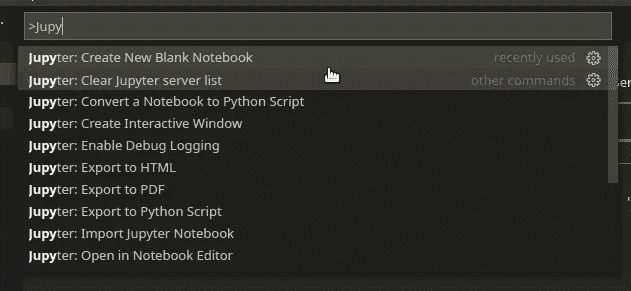 >Jupy
Jupyter: Create New Blank Notebook recently used
Jupyter: Clear Jupyter server list other commands
Jupyter: Convert a Notebook to Python Script
Jupyter: Create Interactive Window
Jupyter: Enable Debug Logging
Jupyter: Export to HTML
Jupyter: Export to PDF
Jupyter: Export to Python Script
Jupyter: Import Jupyter Notebook
Jupyter: Open in Notebook Editor